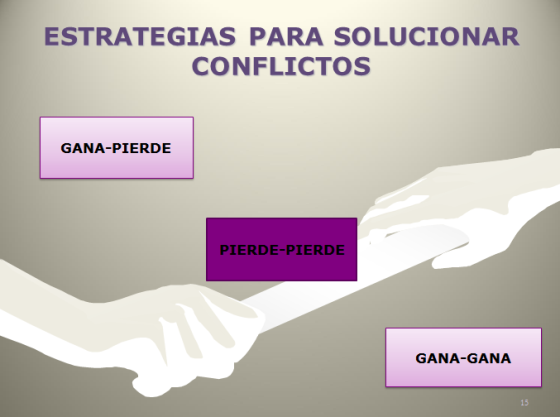 ESTRATEGIAS PARA SOLUCIONAR
CONFLICTOS
GANA-PIERDE
PIERDE-PIERDE
GANA-GANA
15